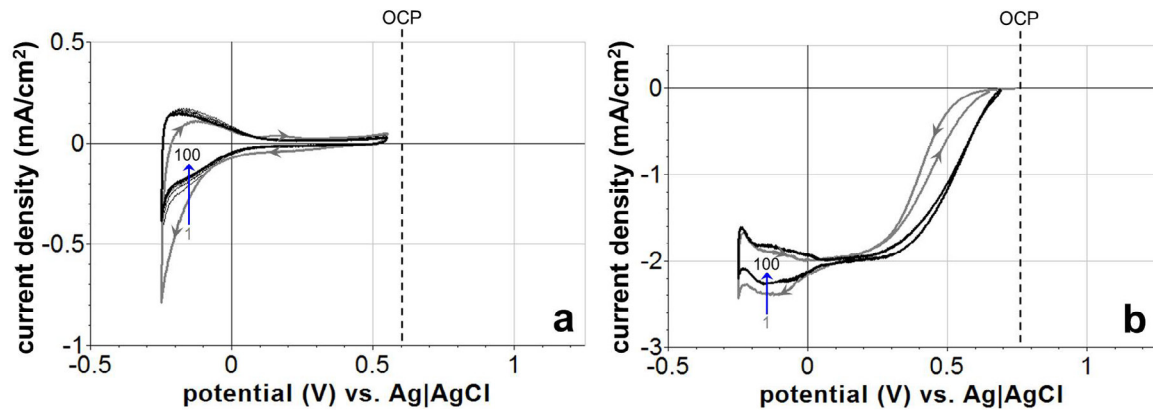 OCP
0.5
0
-0.5
-1
-0.5
0
0.5
1
100
1
a
current density (mA/cm²)
potential (V) vs. Ag|AgCl
OCP
0
-1
-2
-3
-0.5
0
0.5
1
100
1
b
current density (mA/cm²)
potential (V) vs. Ag|AgCl